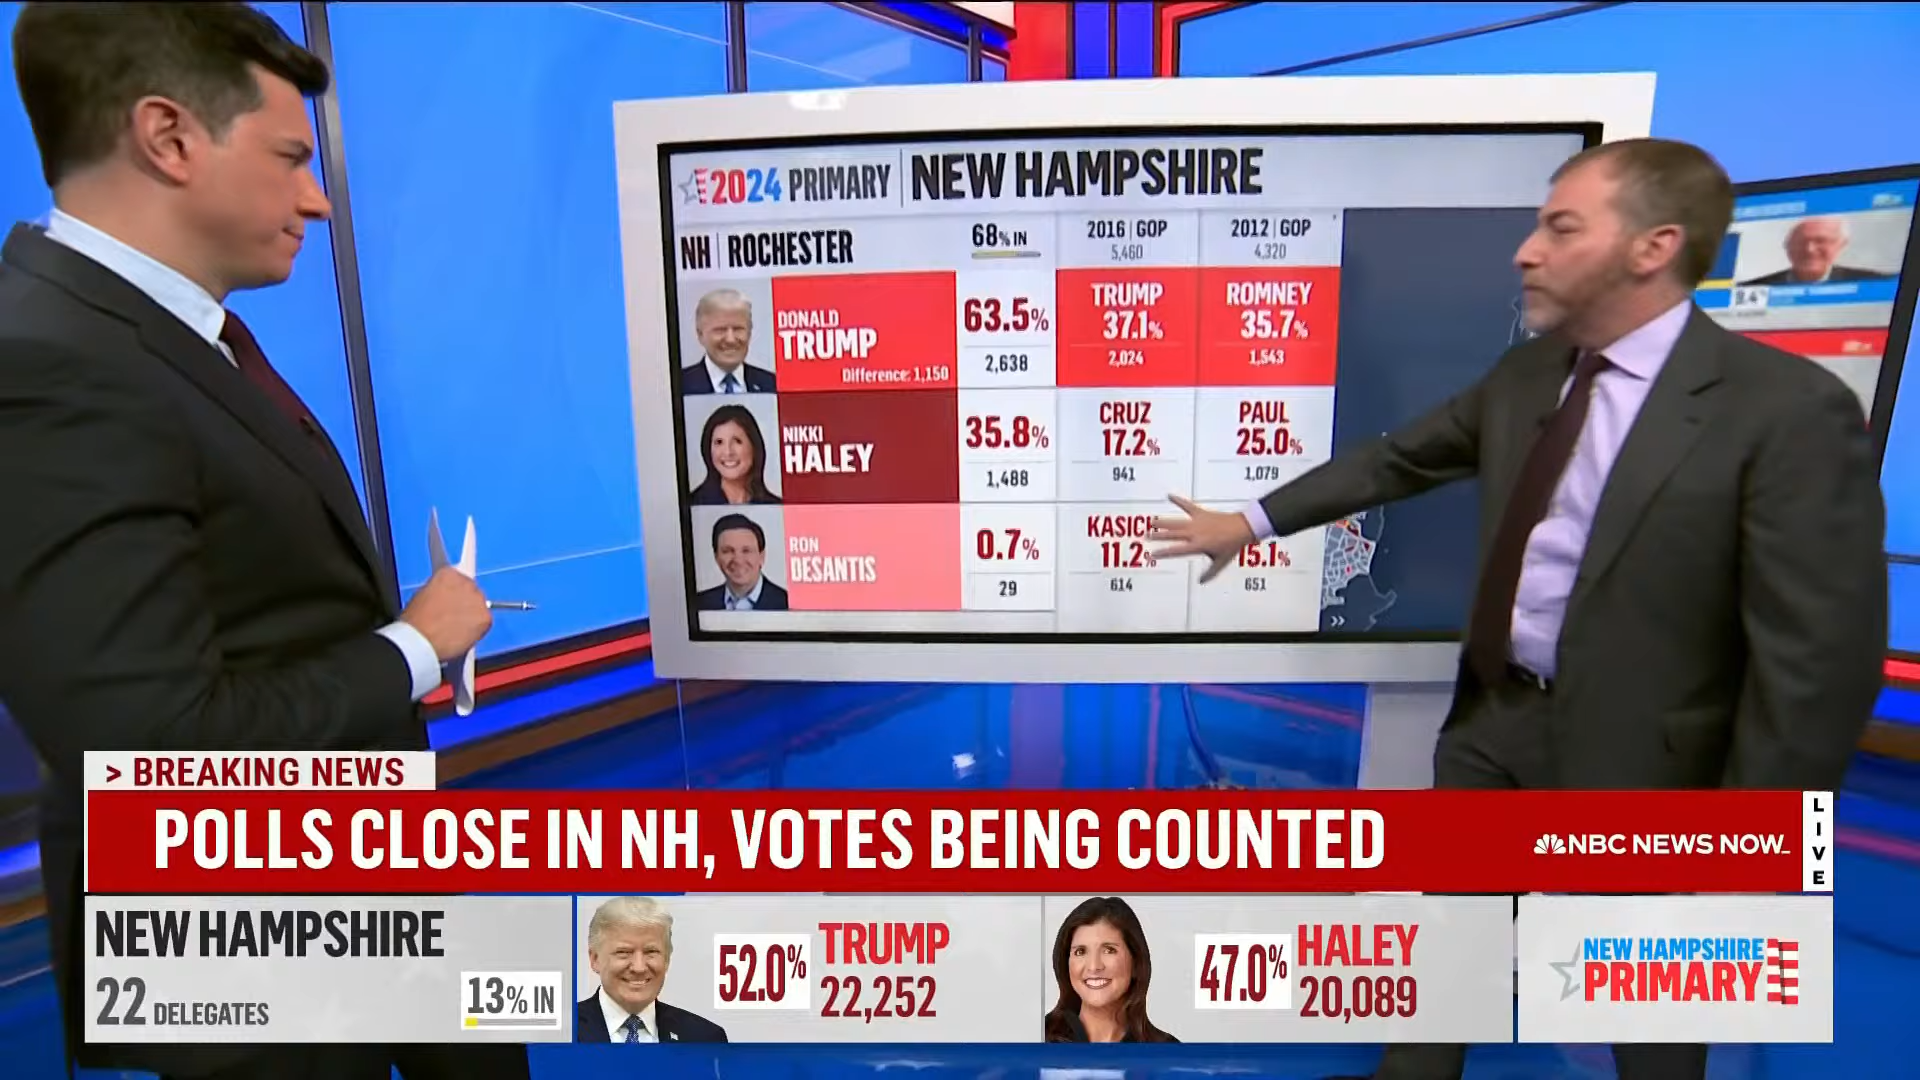 2024 PRIMARY NEW HAMPSHIRE
NH ROCHESTER
68% IN
2016 GOP
5,460
2012 GOP
4,320
DONALD
TRUMP
Difference: 1,150
63.5%
2,638
TRUMP
37.1%
2,024
ROMNEY
35.7%
1,543
NIKKI
HALEY
35.8%
1,488
CRUZ
17.2%
941
PAUL
25.0%
1,079
RON
DESANTIS
0.7%
29
KASICH
11.2%
614
15.1%
651
>>
> BREAKING NEWS
POLLS CLOSE IN NH, VOTES BEING COUNTED
NBC NEWS NOW
LIVE
NEW HAMPSHIRE
22 DELEGATES
13% IN
52.0%
TRUMP
22,252
47.0%
HALEY
20,089
NEW HAMPSHIRE
PRIMARY